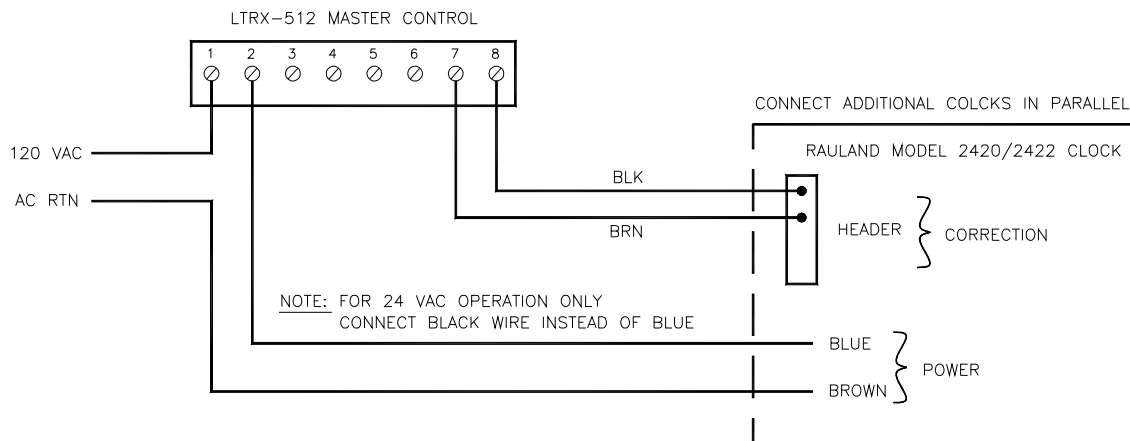 LTRX-512 MASTER CONTROL
1 2 3 4 5 6 7 8
CONNECT ADDITIONAL COLCKS IN PARALLEL
120 VAC
RAULAND MODEL 2420/2422 CLOCK
BLK
AC RTN
BRN
HEADER
CORRECTION
NOTE: FOR 24 VAC OPERATION ONLY
CONNECT BLACK WIRE INSTEAD OF BLUE
BLUE
POWER
BROWN